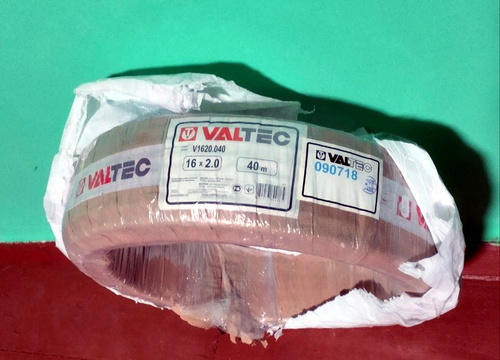 VALTEC
V1620.040
16 x 2.0
40 m
VALTEC
090718
VALTEC